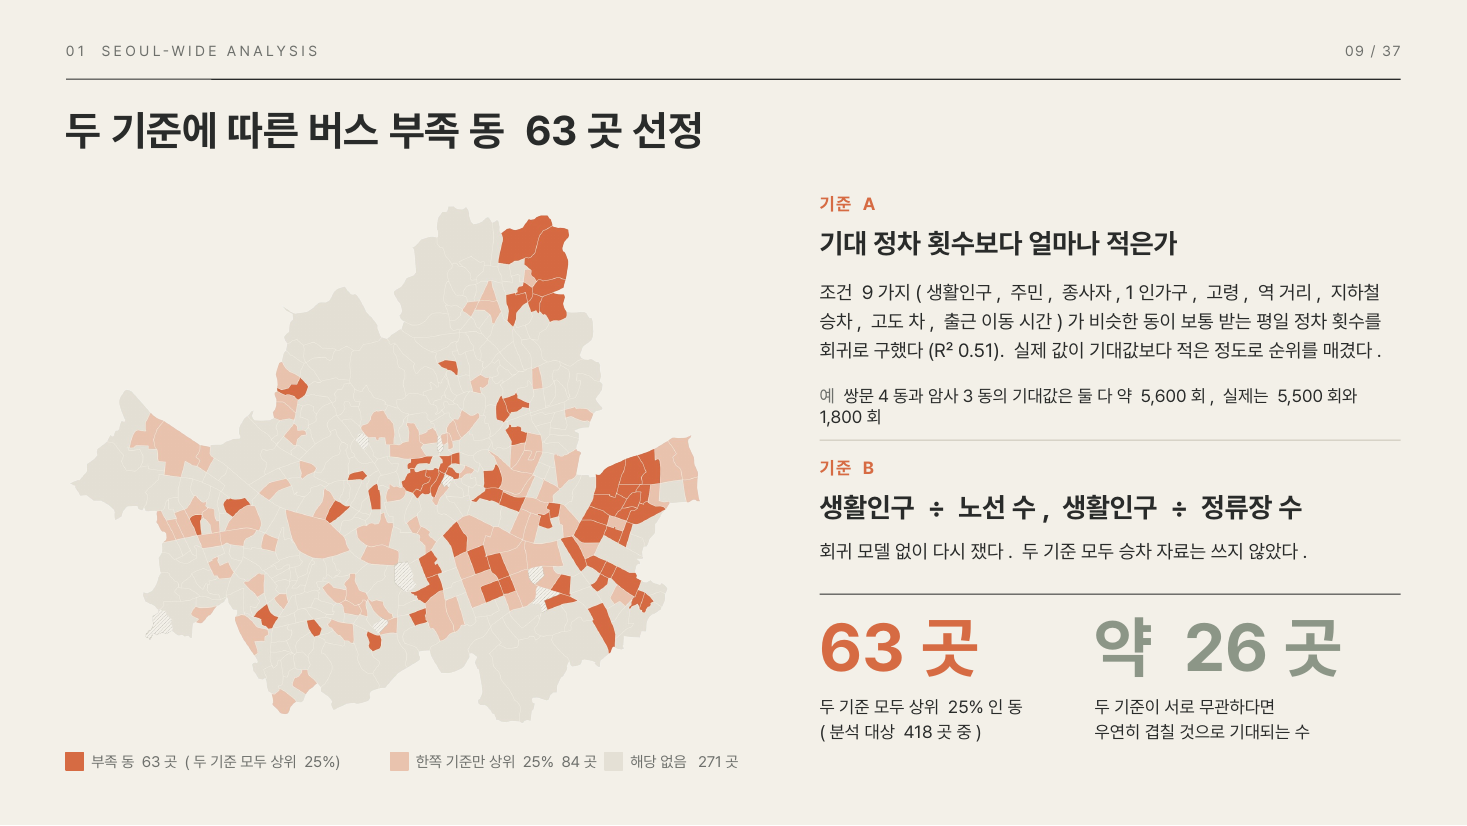 01 SEOUL-WIDE ANALYSIS
09 / 37
두 기준에 따른 버스 부족 동 63 곳 선정
기준 A
기대 정차 횟수보다 얼마나 적은가
조건 9 가지 ( 생활인구 , 주민 , 종사자 , 1 인가구 , 고령 , 역 거리 , 지하철
승차 , 고도 차 , 출근 이동 시간 ) 가 비슷한 동이 보통 받는 평일 정차 횟수를
회귀로 구했다 (R² 0.51). 실제 값이 기대값보다 적은 정도로 순위를 매겼다 .
예 쌍문 4 동과 암사 3 동의 기대값은 둘 다 약 5,600 회 , 실제는 5,500 회와
1,800 회
기준 B
생활인구 ÷ 노선 수 , 생활인구 ÷ 정류장 수
회귀 모델 없이 다시 쟀다 . 두 기준 모두 승차 자료는 쓰지 않았다 .
63 곳
약 26 곳
두 기준 모두 상위 25% 인 동
( 분석 대상 418 곳 중 )
두 기준이 서로 무관하다면
우연히 겹칠 것으로 기대되는 수
부족 동 63 곳 ( 두 기준 모두 상위 25%)
한쪽 기준만 상위 25% 84 곳
해당 없음 271 곳